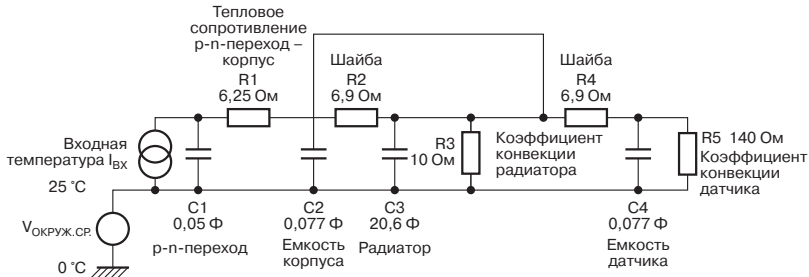 Тепловое
сопротивление
p-n-переход –
корпус
R1
6,25 Ом
Шайба
R2
6,9 Ом
Шайба
R4
6,9 Ом
Входная
температура IВХ
25 °C
R3
10 Ом
Коэффициент
конвекции
радиатора
R5 140 Ом
Коэффициент
конвекции
датчика
VОКРУЖ.СР.
0 °C
C1
0,05 Ф
p-n-переход
C2
0,077 Ф
Емкость
корпуса
C3
20,6 Ф
Радиатор
C4
0,077 Ф
Емкость
датчика